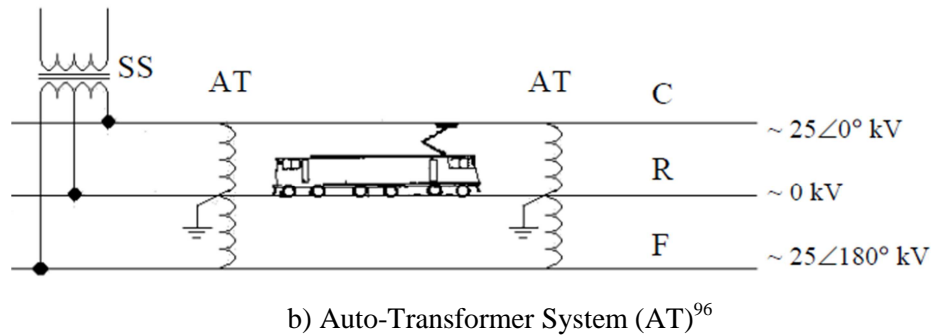 SS
AT
AT
C
~ 25∠0° kV
R
~ 0 kV
F
~ 25∠180° kV
b) Auto-Transformer System (AT)96